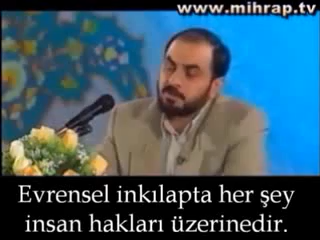 www.mihrap.tv
Evrensel inkılapta her şey
insan hakları üzerinedir.